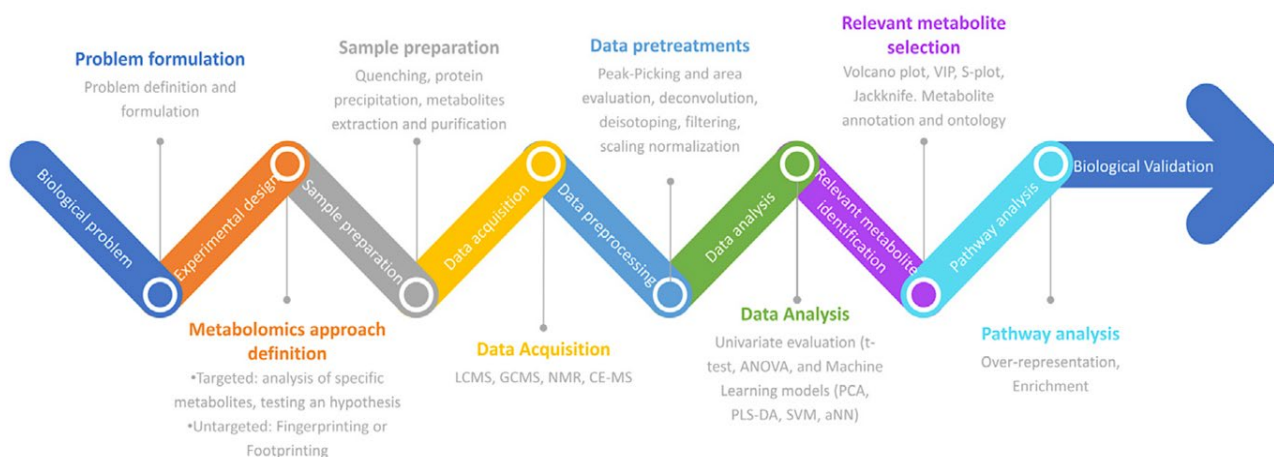 Problem formulation
Problem definition and
formulation
Sample preparation
Quenching, protein
precipitation, metabolites
extraction and purification
Data pretreatments
Peak-Picking and area
evaluation, deconvolution,
deisotoping, filtering,
scaling normalization
Relevant metabolite
selection
Volcano plot, VIP, S-plot,
Jackknife. Metabolite
annotation and ontology
Biological problem
Experimental design
Sample preparation
Data acquisition
Data preprocessing
Data analysis
Relevant metabolite
identification
Pathway analysis
Biological Validation
Metabolomics approach
definition
•Targeted: analysis of specific
metabolites, testing an hypothesis
•Untargeted: Fingerprinting or
Footprinting
Data Acquisition
LCMS, GCMS, NMR, CE-MS
Data Analysis
Univariate evaluation (t-
test, ANOVA, and Machine
Learning models (PCA,
PLS-DA, SVM, aNN)
Pathway analysis
Over-representation,
Enrichment